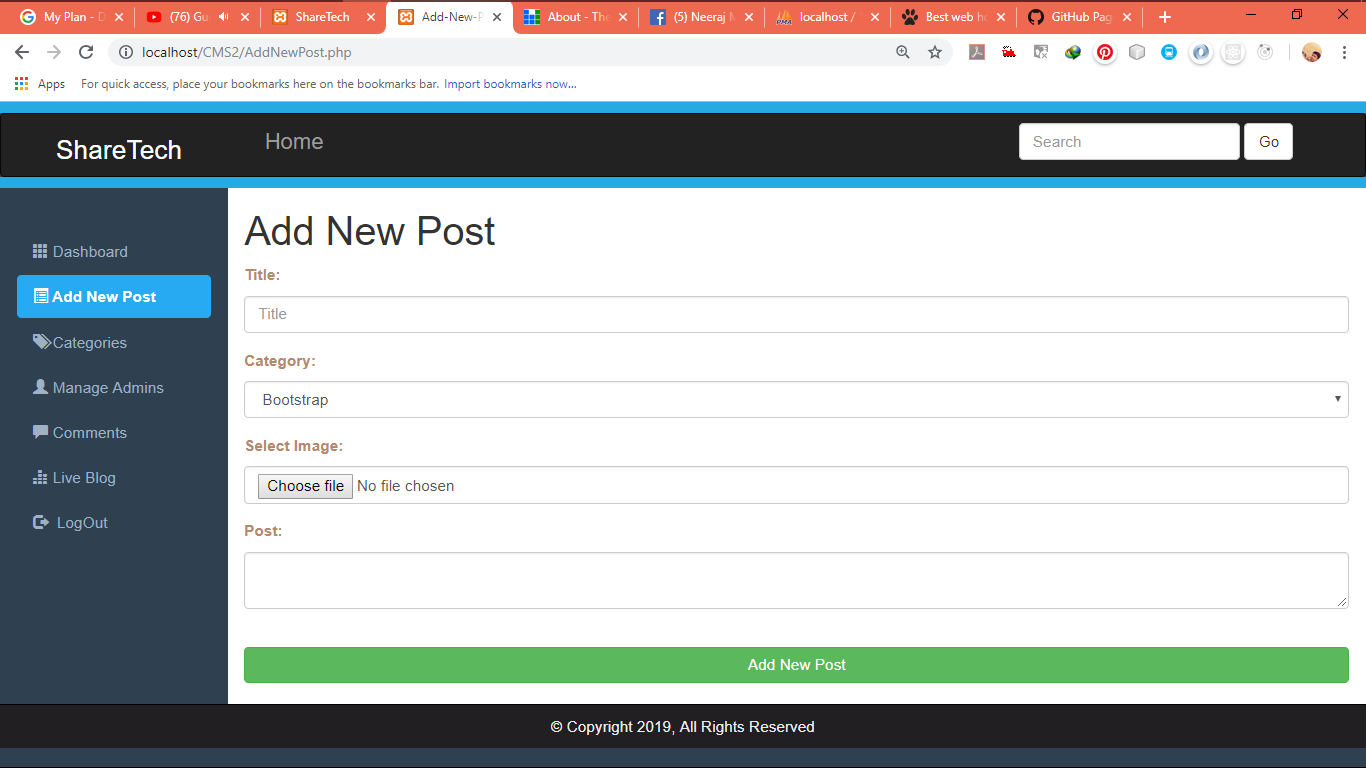 My Plan - D
(76) Gu
ShareTech
Add-New-P
About - The
(5) Neeraj M
localhost /
Best web ho
GitHub Pag
localhost/CMS2/AddNewPost.php
Apps For quick access, place your bookmarks here on the bookmarks bar. Import bookmarks now...
ShareTech
Home
Search
Go
Dashboard
Add New Post
Categories
Manage Admins
Comments
Live Blog
LogOut
Add New Post
Title:
Title
Category:
Bootstrap
Select Image:
Choose file No file chosen
Post:
Add New Post
© Copyright 2019, All Rights Reserved